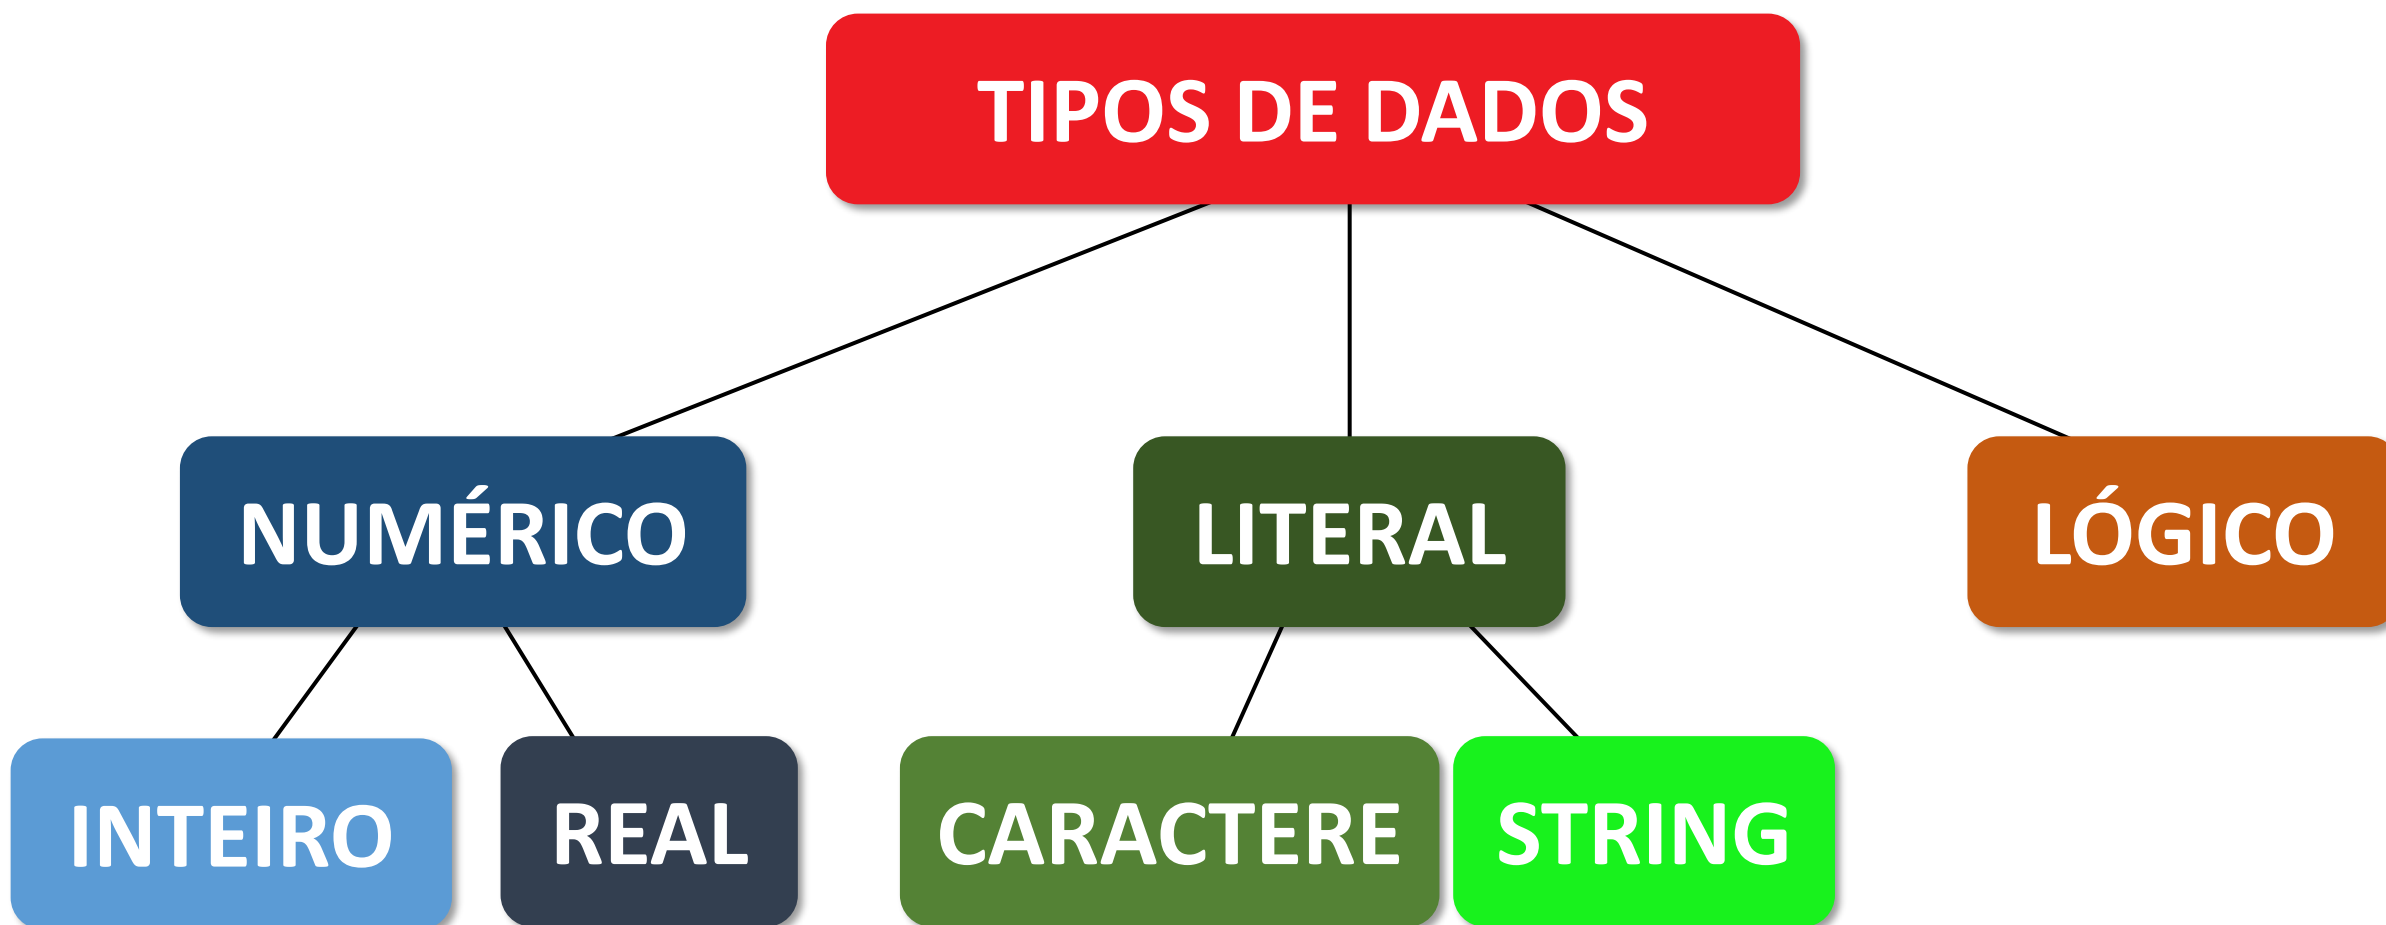 TIPOS DE DADOS
NUMÉRICO
LITERAL
LÓGICO
INTEIRO
REAL
CARACTERE
STRING